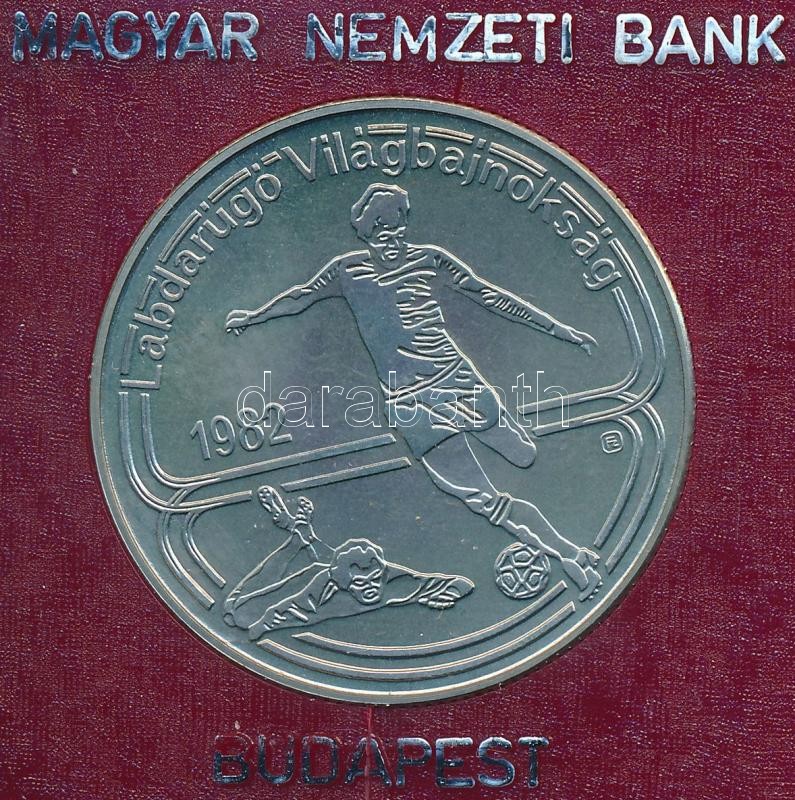 MAGYAR NEMZETI BANK
Labdarúgó Világbajnokság
1982
darabanth
BUDAPEST